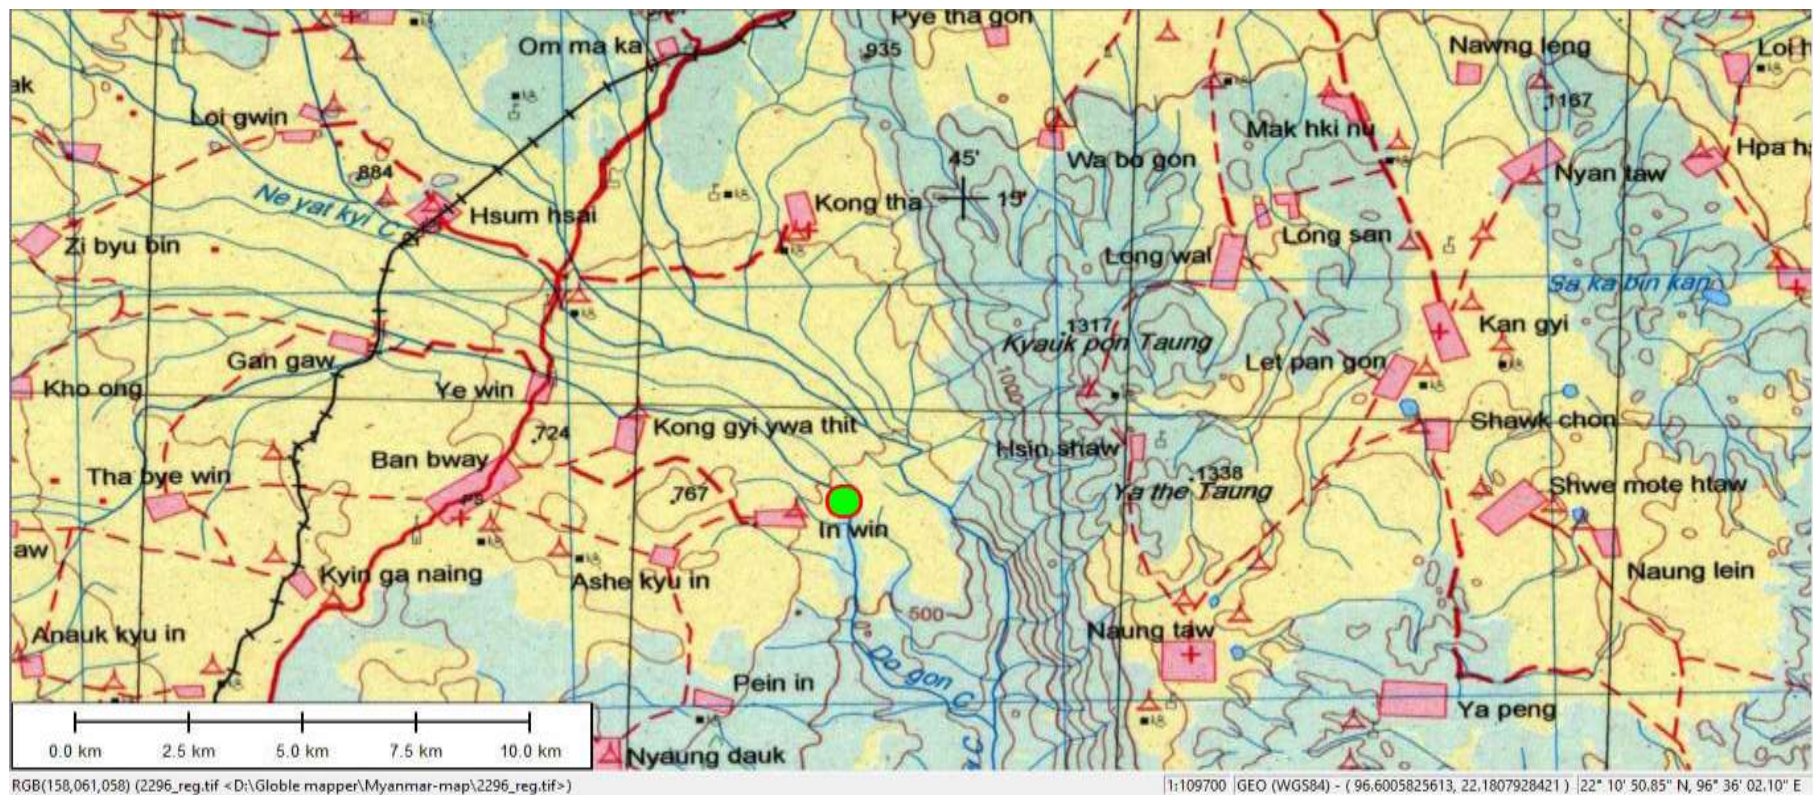 Pye tha gon
Om ma ka
935
Nawng leng
Loi h
ak
Loi gwin
1167
Mak hki nu
Hpa h
45'
Wa bo gon
Nyan taw
884
15'
Ne yat kyi C
Hsum hsai
Kong tha
Zi byu bin
Long san
Long wal
Sa ka bin kan
1317
Kyauk pon Taung
Kan gyi
Gan gaw
Let pan gon
Kho ong
Ye win
1000
Kong gyi ywa thit
724
Shawk chon
Hsin shaw
Ban bway
Tha bye win
1338
Ya the Taung
Shwe mote htaw
767
PS
In win
aw
Kyin ga naing
Ashe kyu in
Naung lein
500
Anauk kyu in
Naung taw
Do gon C
Pein in
Ya peng
Nyaung dauk
0.0 km 2.5 km 5.0 km 7.5 km 10.0 km
RGB(158,061,058) (2296_reg.tif <D:\Globle mapper\Myanmar-map\2296_reg.tif>) 1:109700 GEO (WGS84) - ( 96.6005825613, 22.1807928421 ) 22° 10' 50.85" N, 96° 36' 02.10" E